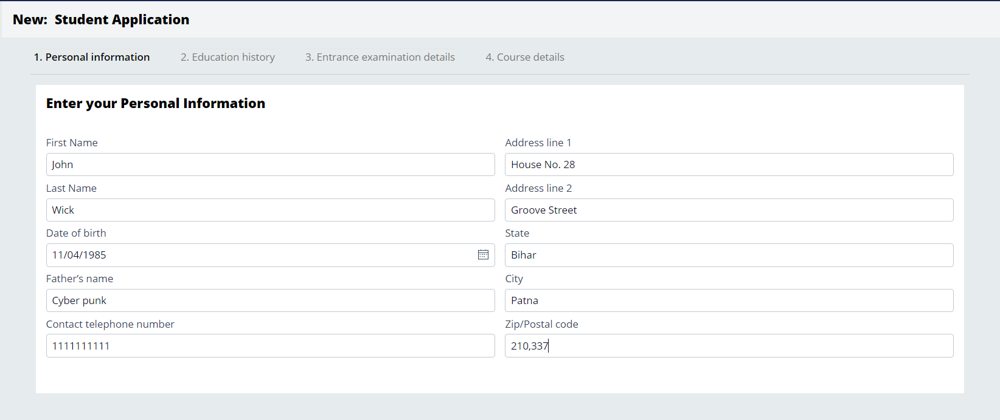 New: Student Application
1. Personal information 2. Education history 3. Entrance examination details 4. Course details
Enter your Personal Information
First Name
John
Last Name
Wick
Date of birth
11/04/1985
Father's name
Cyber punk
Contact telephone number
1111111111
Address line 1
House No. 28
Address line 2
Groove Street
State
Bihar
City
Patna
Zip/Postal code
210,337